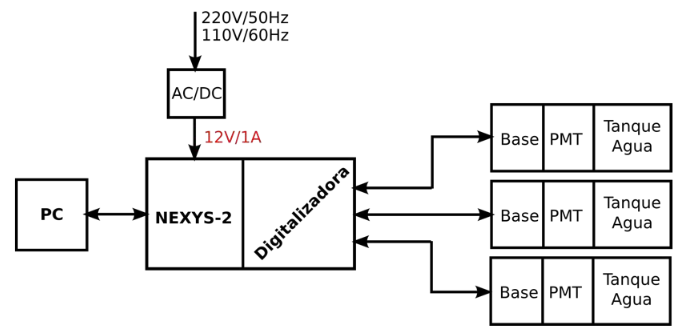 220V/50Hz
110V/60Hz
AC/DC
12V/1A
PC
NEXYS-2
Digitalizadora
Base
PMT
Tanque
Agua
Base
PMT
Tanque
Agua
Base
PMT
Tanque
Agua